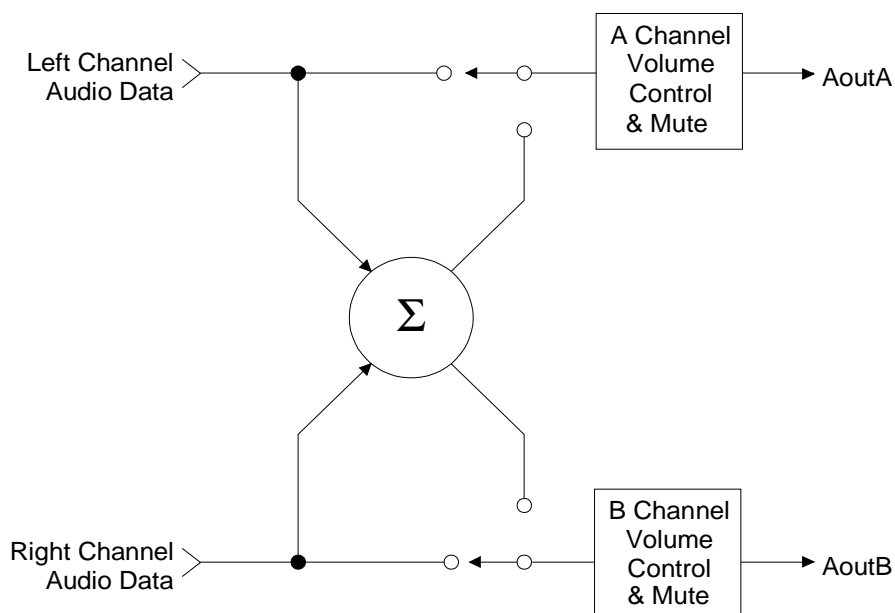 Left Channel
Audio Data
A Channel
Volume
Control
& Mute
AoutA
Σ
Right Channel
Audio Data
B Channel
Volume
Control
& Mute
AoutB